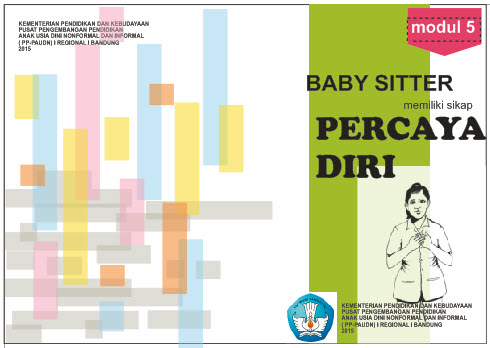 KEMENTERIAN PENDIDIKAN DAN KEBUDAYAAN
PUSAT PENGEMBANGAN PENDIDIKAN
ANAK USIA DINI NONFORMAL DAN INFORMAL
( PP-PAUDN) I REGIONAL I BANDUNG
2015
modul 5
BABY SITTER
memiliki sikap
PERCAYA
DIRI
KEMENTERIAN PENDIDIKAN DAN KEBUDAYAAN
PUSAT PENGEMBANGAN PENDIDIKAN
ANAK USIA DINI NONFORMAL DAN INFORMAL
( PP-PAUDN) I REGIONAL I BANDUNG
2015